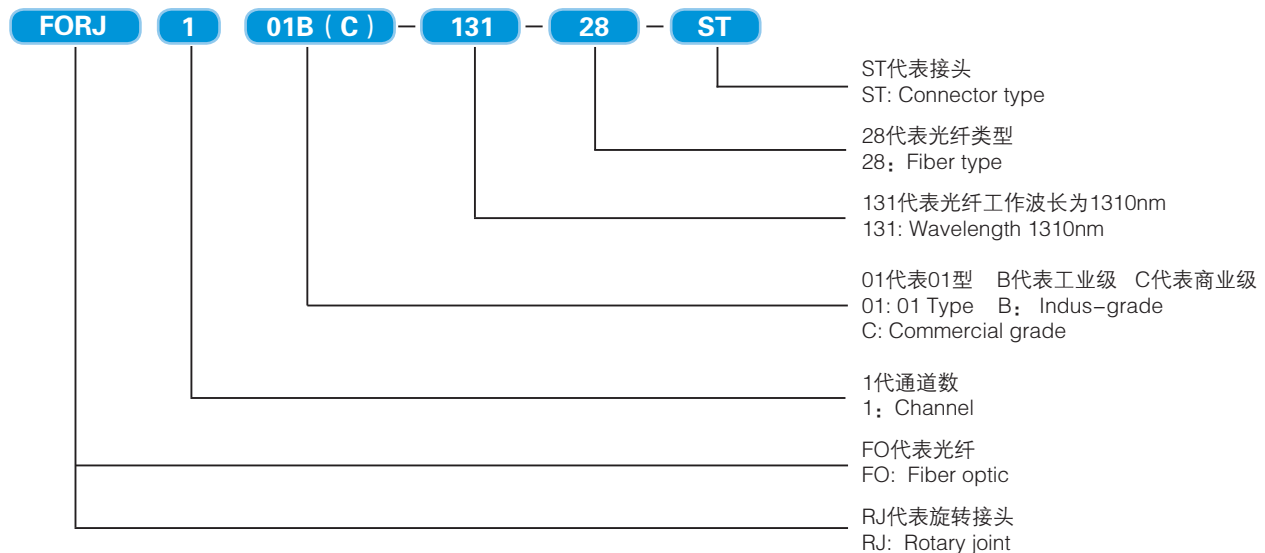 FORJ 1 01B（C）－ 131 － 28 － ST
ST代表接头
ST: Connector type
28代表光纤类型
28：Fiber type
131代表光纤工作波长为1310nm
131: Wavelength 1310nm
01代表01型 B代表工业级 C代表商业级
01: 01 Type B： Indus–grade
C: Commercial grade
1代通道数
1：Channel
FO代表光纤
FO: Fiber optic
RJ代表旋转接头
RJ: Rotary joint